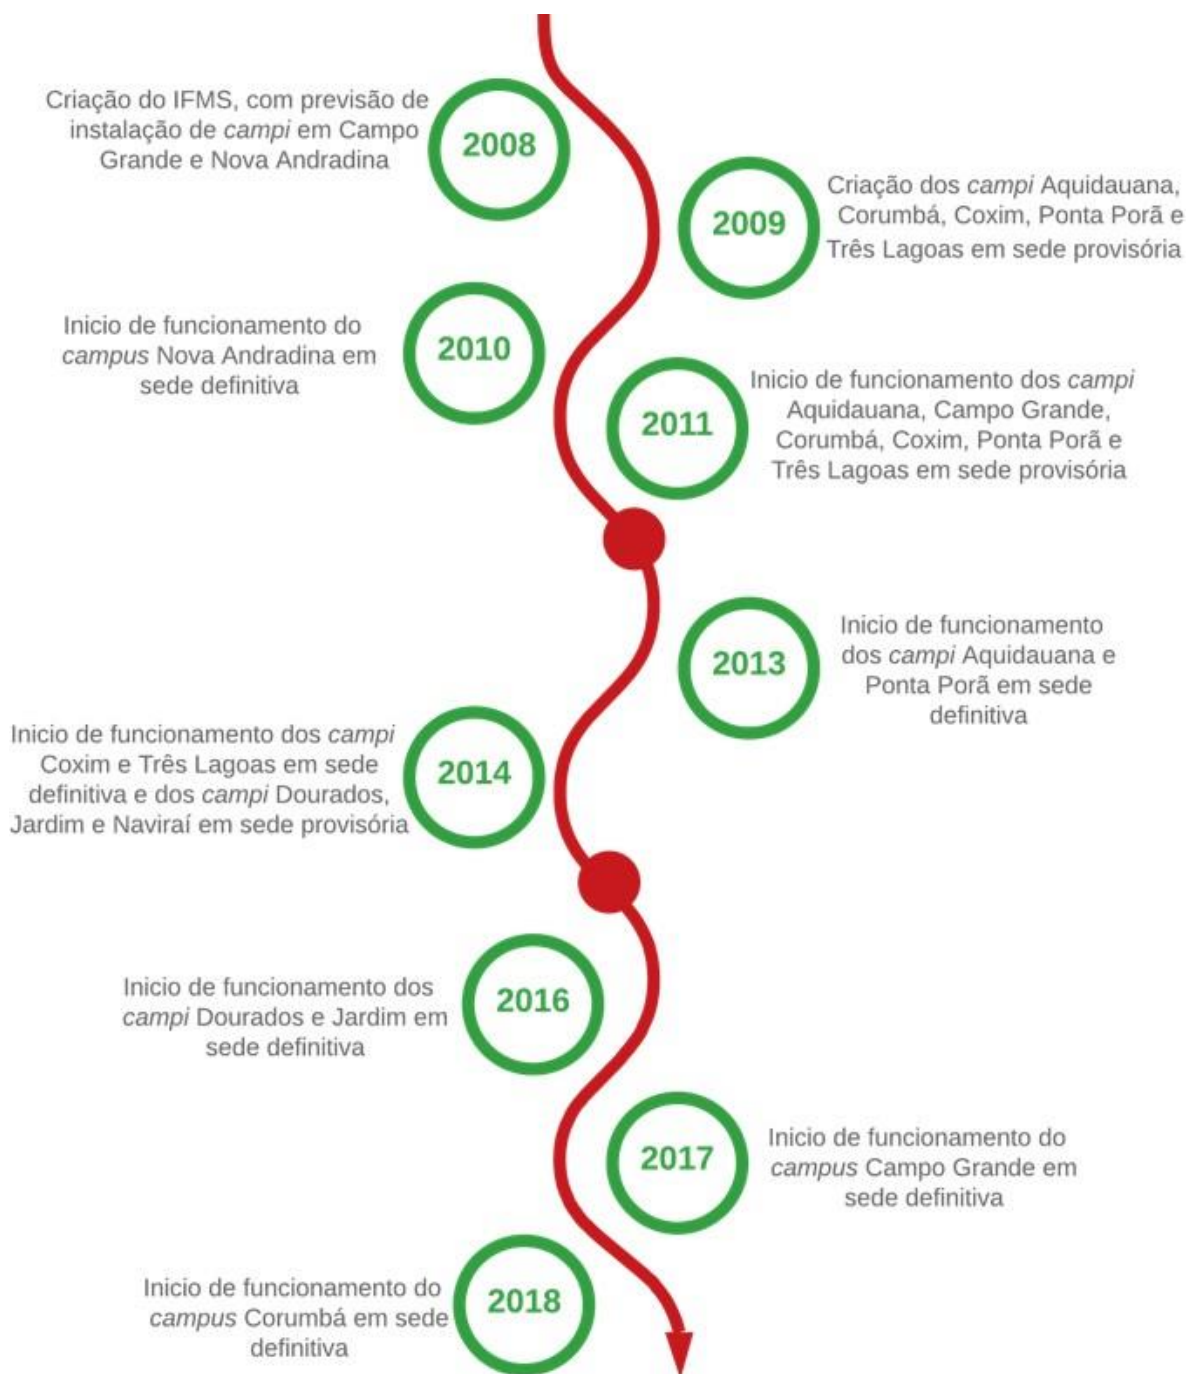 Criação do IFMS, com previsão de
instalação de campi em Campo
Grande e Nova Andradina
2008
2009
Criação dos campi Aquidauana,
Corumbá, Coxim, Ponta Porã e
Três Lagoas em sede provisória
Inicio de funcionamento do
campus Nova Andradina em
sede definitiva
2010
2011
Inicio de funcionamento dos campi
Aquidauana, Campo Grande,
Corumbá, Coxim, Ponta Porã e
Três Lagoas em sede provisória
2013
Inicio de funcionamento
dos campi Aquidauana e
Ponta Porã em sede
definitiva
Inicio de funcionamento dos campi
Coxim e Três Lagoas em sede
definitiva e dos campi Dourados,
Jardim e Naviraí em sede provisória
2014
Inicio de funcionamento dos
campi Dourados e Jardim em
sede definitiva
2016
2017
Inicio de funcionamento do
campus Campo Grande em
sede definitiva
Inicio de funcionamento do
campus Corumbá em sede
definitiva
2018